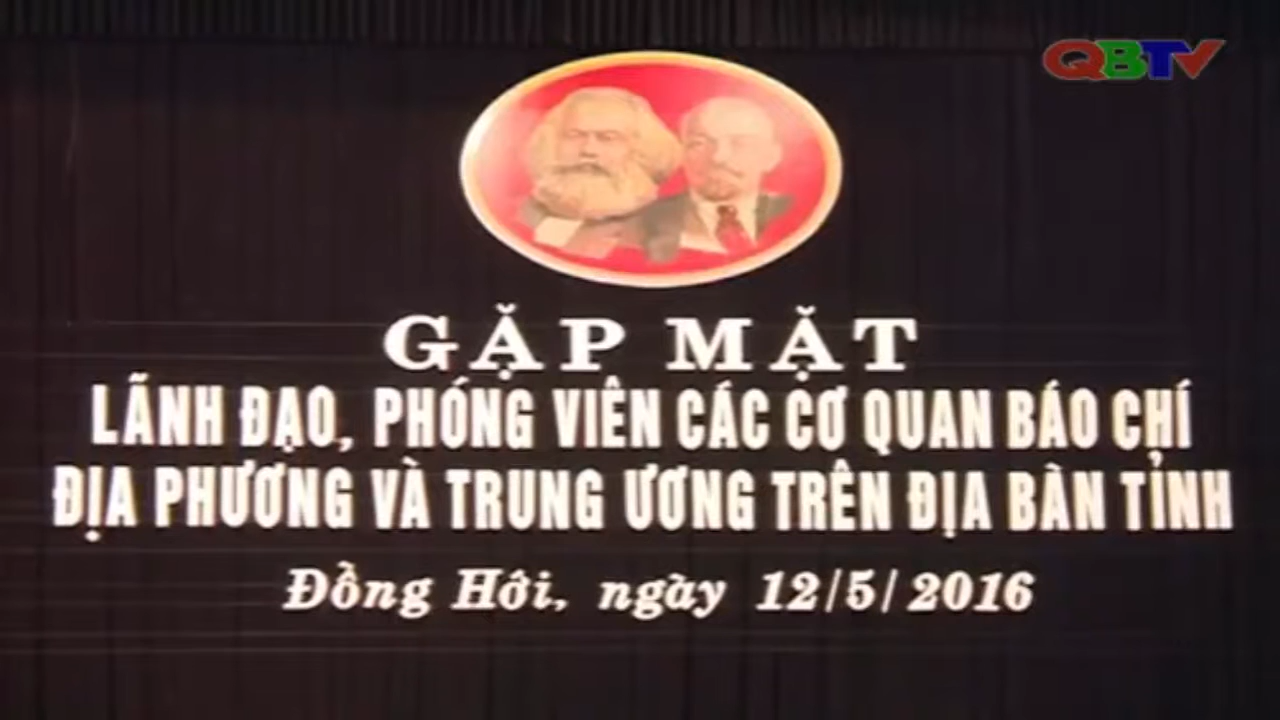 QBTV
GẶP MẶT
LÃNH ĐẠO, PHÓNG VIÊN CÁC CƠ QUAN BÁO CHÍ
ĐỊA PHƯƠNG VÀ TRUNG ƯƠNG TRÊN ĐỊA BÀN TỈNH
Đồng Hới, ngày 12/5/2016